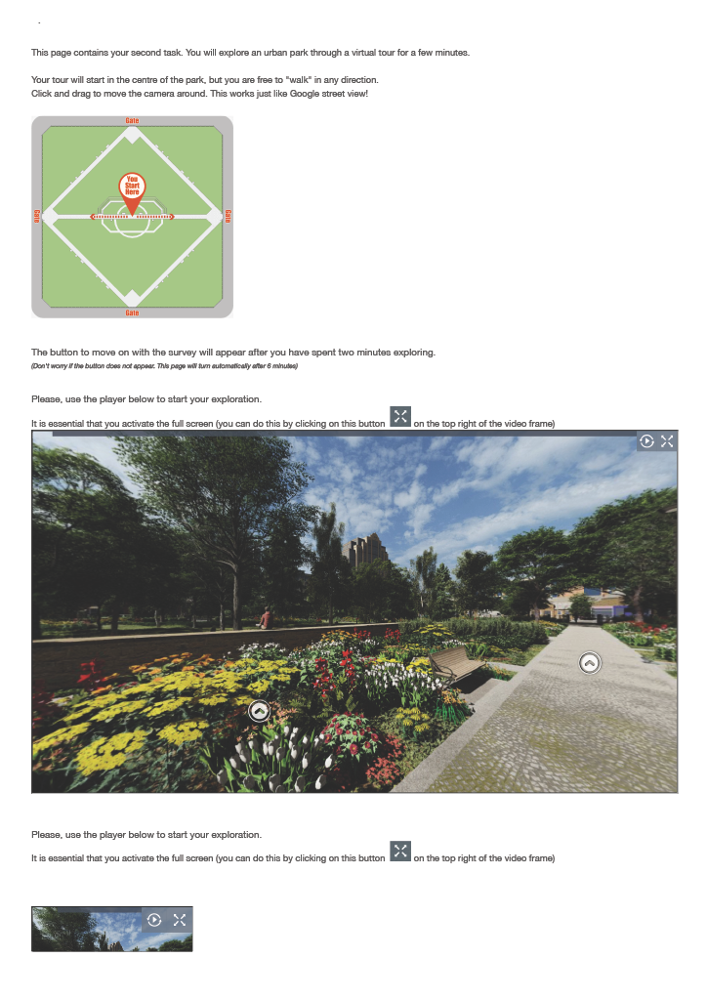 .
This page contains your second task. You will explore an urban park through a virtual tour for a few minutes.
Your tour will start in the centre of the park, but you are free to "walk" in any direction.
Click and drag to move the camera around. This works just like Google street view!
Gate
You
Start
Here
Gate
Gate
Gate
The button to move on with the survey will appear after you have spent two minutes exploring.
(Don't worry if the button does not appear. This page will turn automatically after 6 minutes)
Please, use the player below to start your exploration.
It is essential that you activate the full screen (you can do this by clicking on this button on the top right of the video frame)
Please, use the player below to start your exploration.
It is essential that you activate the full screen (you can do this by clicking on this button on the top right of the video frame)